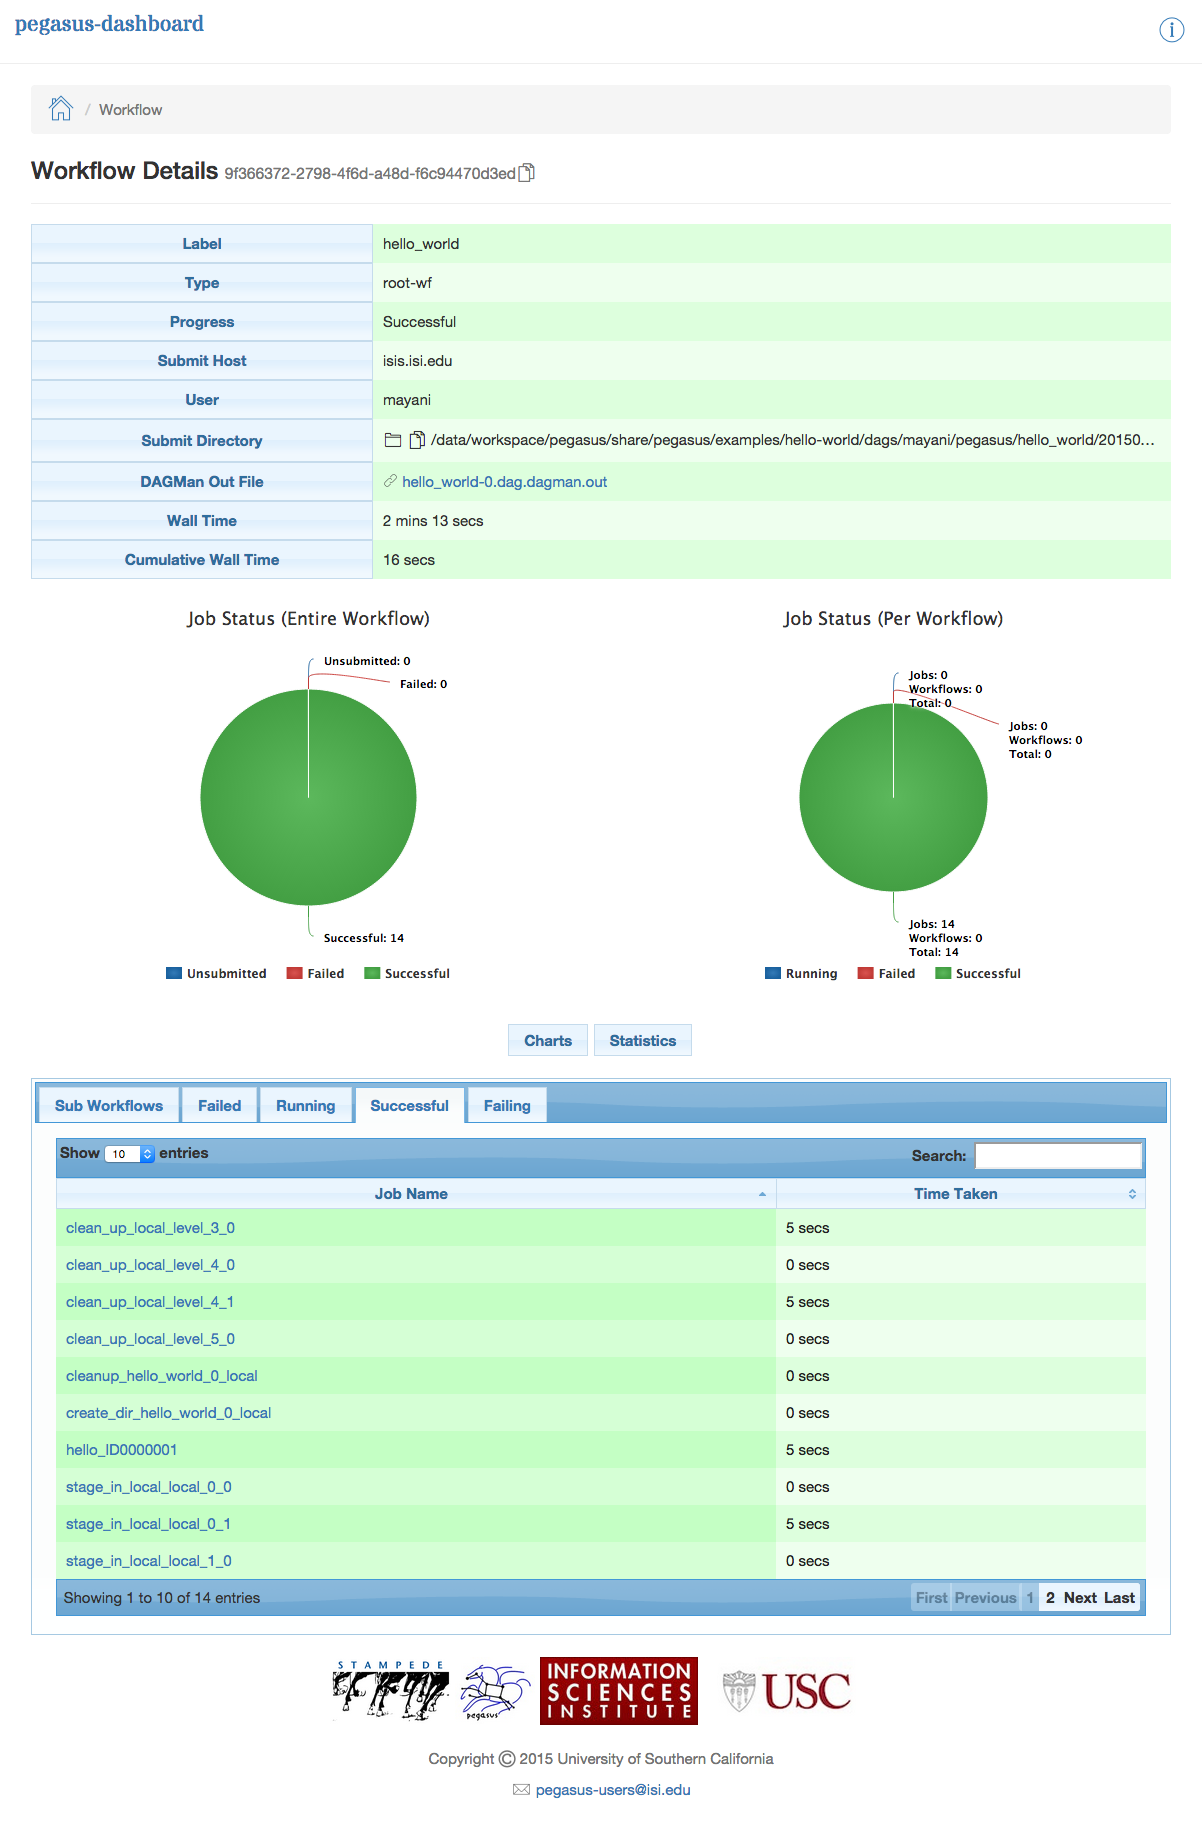 pegasus-dashboard
/ Workflow
Workflow Details 9f366372-2798-4f6d-a48d-f6c94470d3ed
Label hello_world
Type root-wf
Progress Successful
Submit Host isis.isi.edu
User mayani
Submit Directory /data/workspace/pegasus/share/pegasus/examples/hello-world/dags/mayani/pegasus/hello_world/20150...
DAGMan Out File hello_world-0.dag.dagman.out
Wall Time 2 mins 13 secs
Cumulative Wall Time 16 secs
Job Status (Entire Workflow)
Unsubmitted: 0
Failed: 0
Successful: 14
Unsubmitted Failed Successful
Job Status (Per Workflow)
Jobs: 0
Workflows: 0
Total: 0
Jobs: 0
Workflows: 0
Total: 0
Jobs: 14
Workflows: 0
Total: 14
Running Failed Successful
Charts Statistics
Sub Workflows Failed Running Successful Failing
Show 10 entries Search:
Job Name Time Taken
clean_up_local_level_3_0 5 secs
clean_up_local_level_4_0 0 secs
clean_up_local_level_4_1 5 secs
clean_up_local_level_5_0 0 secs
cleanup_hello_world_0_local 0 secs
create_dir_hello_world_0_local 0 secs
hello_ID0000001 5 secs
stage_in_local_local_0_0 0 secs
stage_in_local_local_0_1 5 secs
stage_in_local_local_1_0 0 secs
Showing 1 to 10 of 14 entries First Previous 1 2 Next Last
STAMPEDE
pegasus
INFORMATION
SCIENCES
INSTITUTE
USC
Copyright © 2015 University of Southern California
pegasus-users@isi.edu